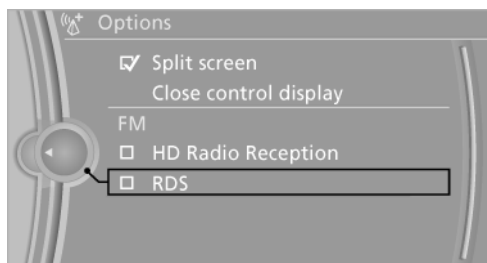 Options
Split screen
Close control display
FM
HD Radio Reception
RDS